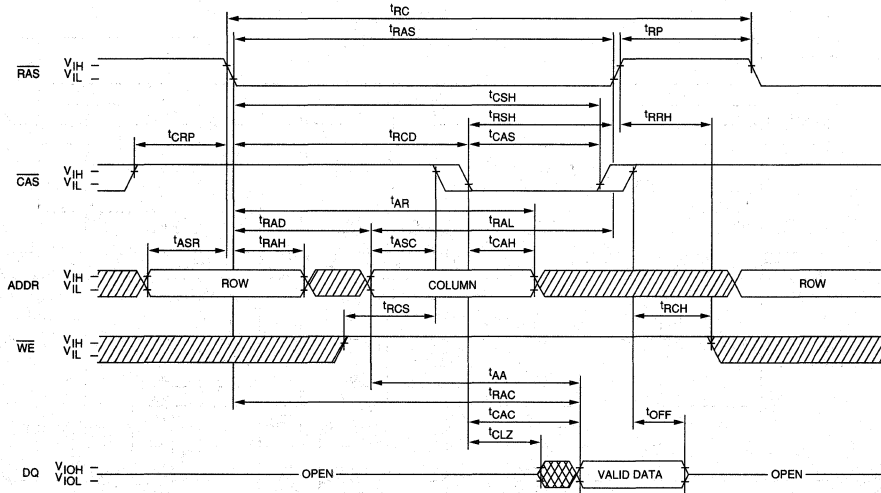 tRC
tRAS tRP
RAS VIH
VIL
tCSH
tRSH tRRH
tCRP tRCD tCAS
CAS VIH
VIL
tAR
tRAD tRAL
tASR tRAH tASC tCAH
ADDR VIH
VIL ROW COLUMN ROW
tRCS tRCH
WE VIH
VIL
tAA
tRAC
tCAC tOFF
tCLZ
DQ VIOH
VIOL OPEN VALID DATA OPEN